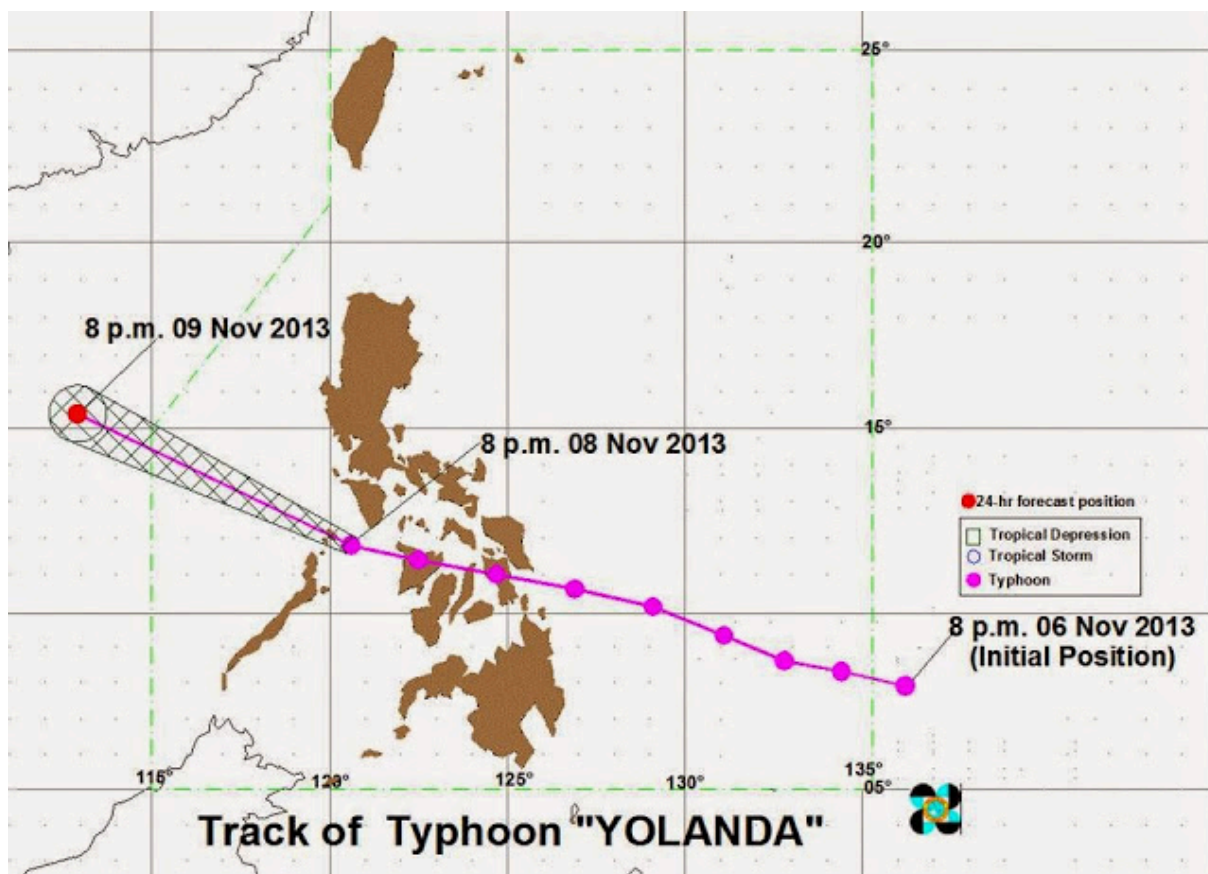 25°
20°
8 p.m. 09 Nov 2013
15°
8 p.m. 08 Nov 2013
24-hr forecast position
Tropical Depression
Tropical Storm
Typhoon
8 p.m. 06 Nov 2013
(Initial Position)
115° 120° 125° 130° 135°
05°
Track of Typhoon "YOLANDA"